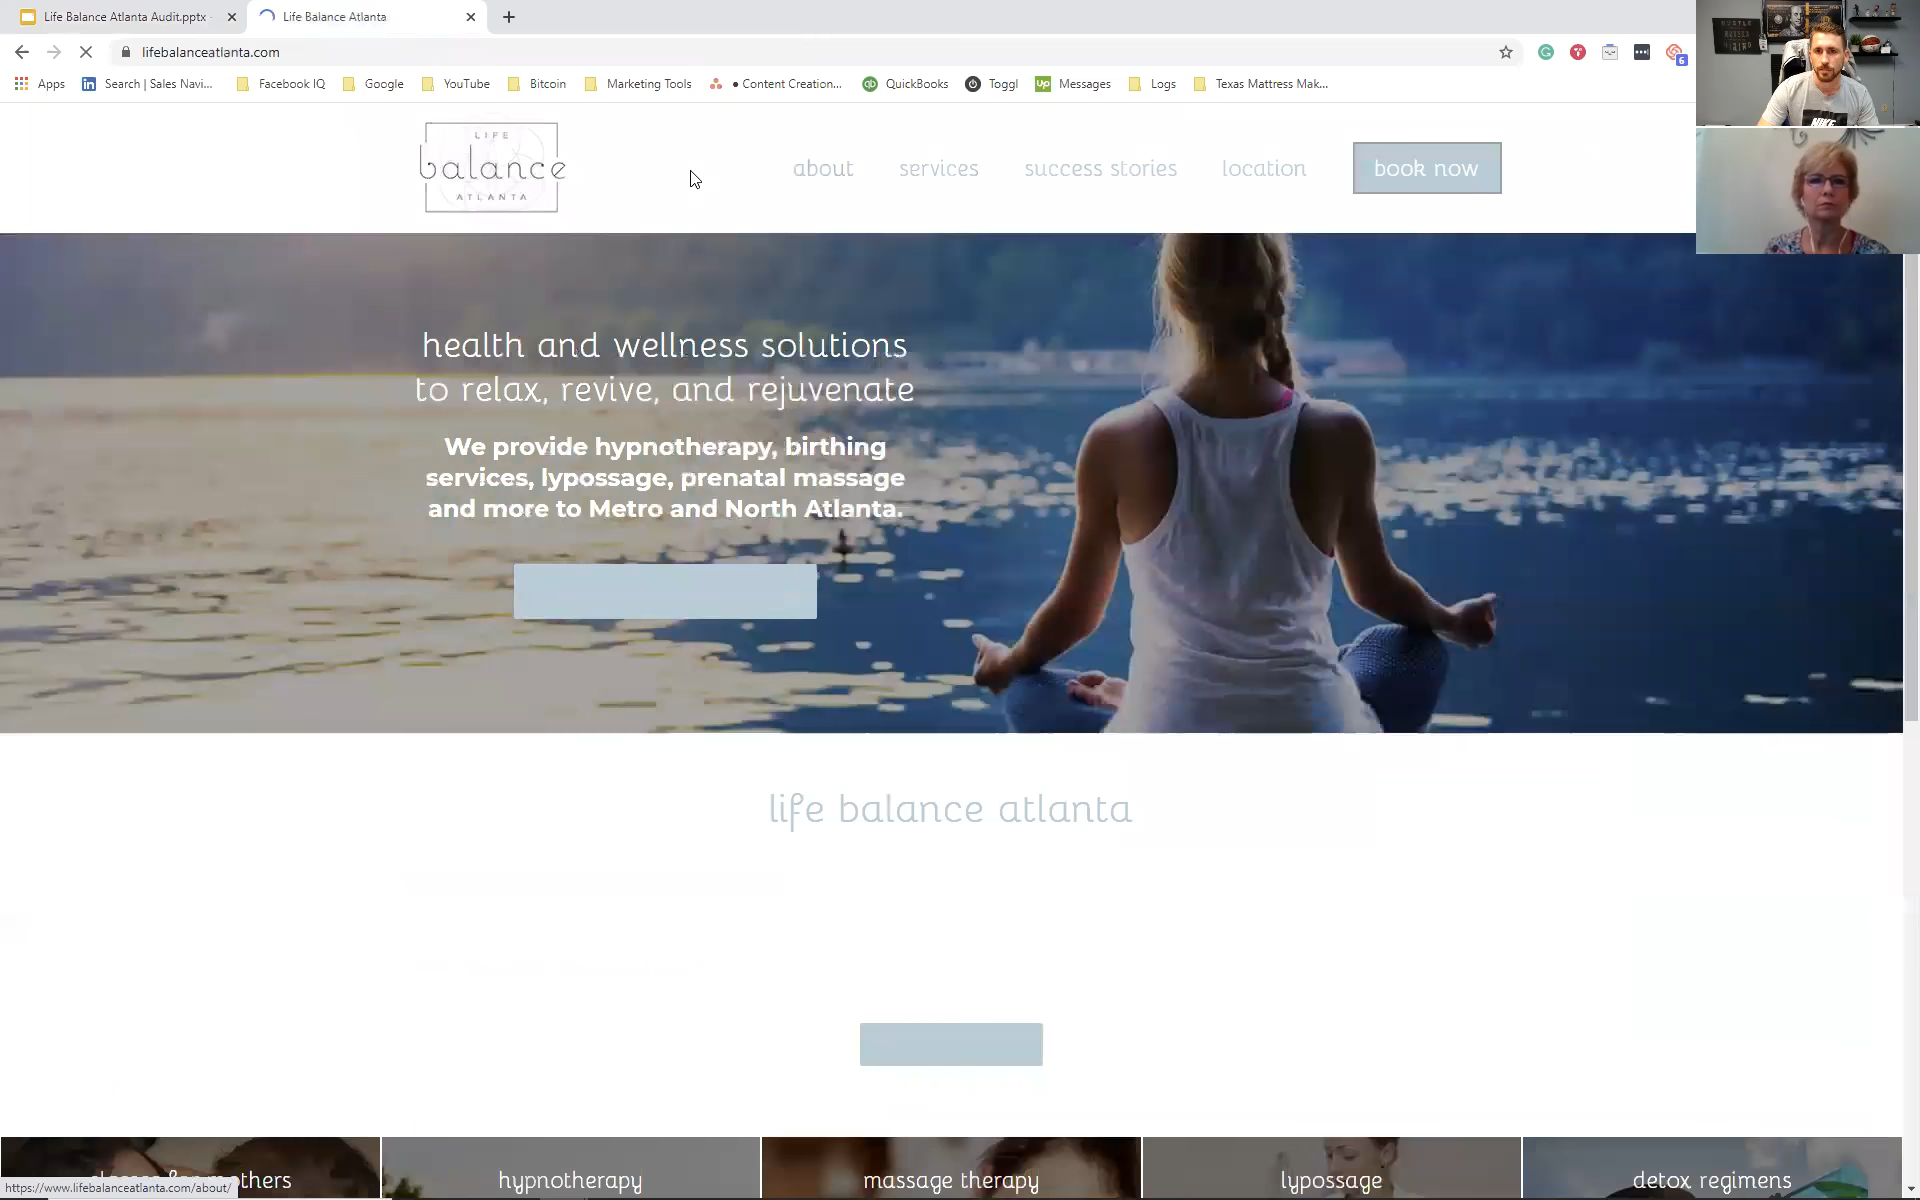 Life Balance Atlanta Audit.pptx
Life Balance Atlanta
lifebalanceatlanta.com
Apps
Search | Sales Navi...
Facebook IQ
Google
YouTube
Bitcoin
Marketing Tools
● Content Creation...
QuickBooks
Toggl
Messages
Logs
Texas Mattress Mak...
LIFE
balance
ATLANTA
about
services
success stories
location
book now
health and wellness solutions
to relax, revive, and rejuvenate
We provide hypnotherapy, birthing
services, lypossage, prenatal massage
and more to Metro and North Atlanta.
life balance atlanta
hypnotherapy
massage therapy
lypossage
detox regimens
https://www.lifebalanceatlanta.com/about/